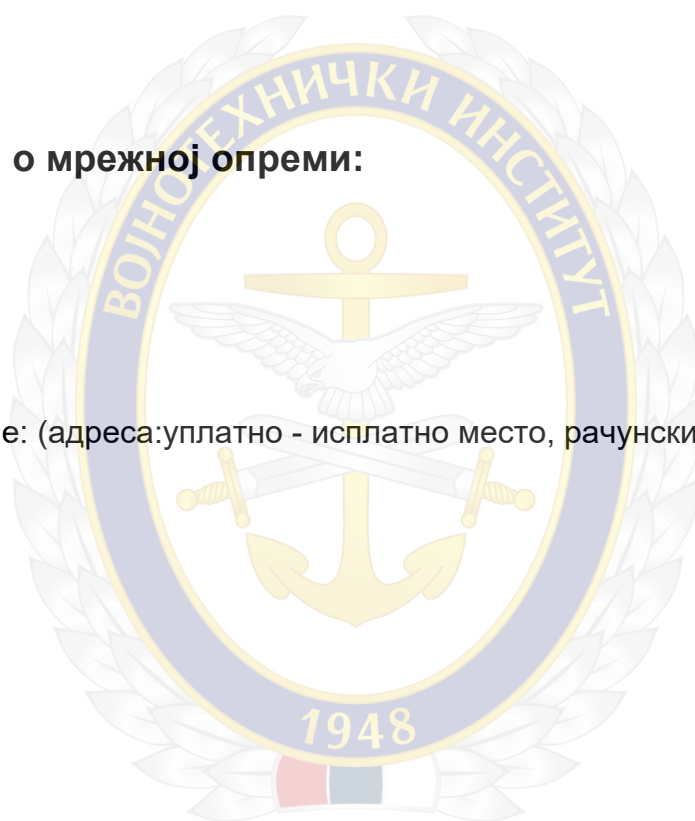 ВОЈНОТЕХНИЧКИ ИНСТИТУТ
о мрежној опреми:
е: (адреса:уплатно - исплатно место, рачунски
1948